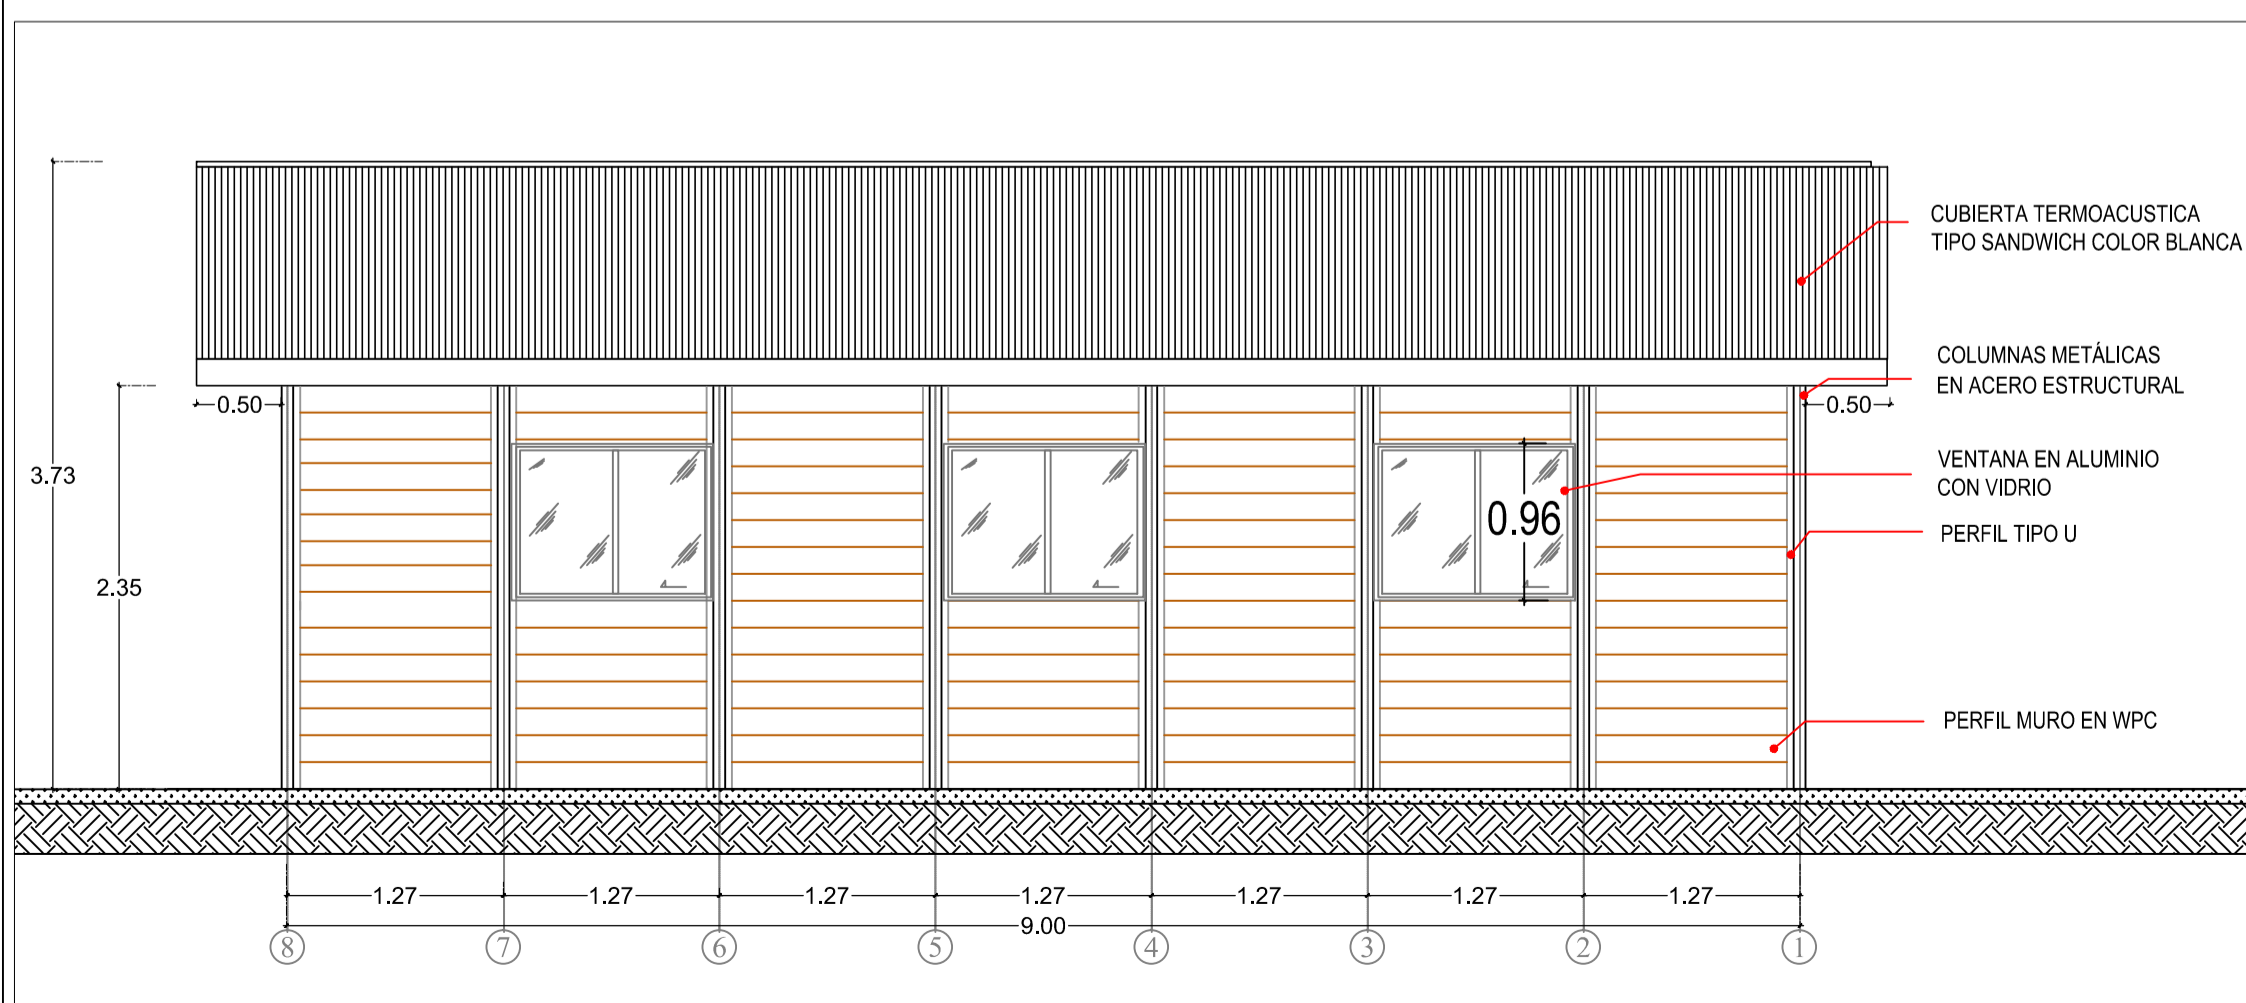 CUBIERTA TERMOACUSTICA
TIPO SANDWICH COLOR BLANCA
COLUMNAS METÁLICAS
EN ACERO ESTRUCTURAL
0.50
0.50
VENTANA EN ALUMINIO
CON VIDRIO
3.73
0.96
PERFIL TIPO U
2.35
PERFIL MURO EN WPC
1.27 1.27 1.27 1.27 1.27 1.27 1.27
9.00
8 7 6 5 4 3 2 1